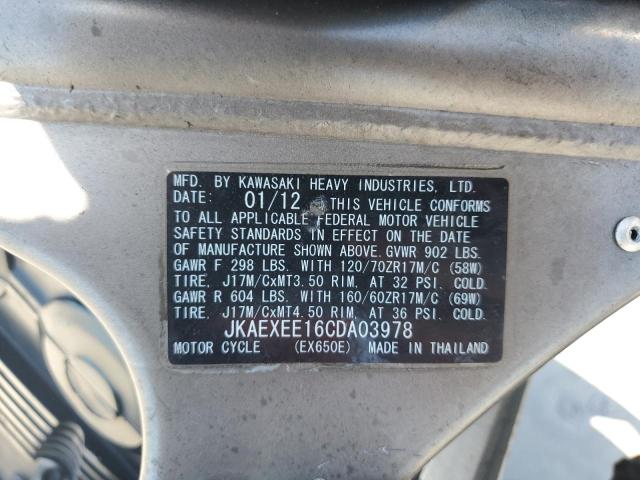 MFD. BY KAWASAKI HEAVY INDUSTRIES, LTD.
DATE: 01/12 THIS VEHICLE CONFORMS
TO ALL APPLICABLE FEDERAL MOTOR VEHICLE
SAFETY STANDARDS IN EFFECT ON THE DATE
OF MANUFACTURE SHOWN ABOVE. GVWR 902 LBS.
GAWR F 298 LBS. WITH 120/70ZR17M/C (58W)
TIRE, J17M/CxMT3.50 RIM, AT 32 PSI COLD.
GAWR R 604 LBS. WITH 160/60ZR17M/C (69W)
TIRE, J17M/CxMT4.50 RIM, AT 36 PSI COLD.
JKAEXEE16CDA03978
MOTOR CYCLE (EX650E) MADE IN THAILAND